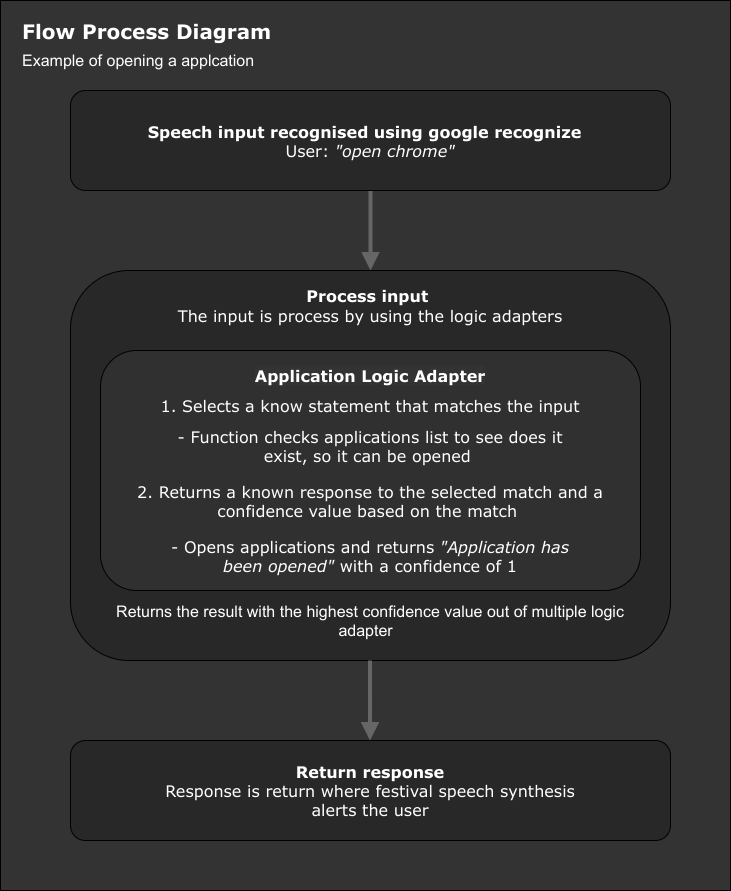 Flow Process Diagram
Example of opening a applcation
Speech input recognised using google recognize
User: "open chrome"
Process input
The input is process by using the logic adapters
Application Logic Adapter
1. Selects a know statement that matches the input
- Function checks applications list to see does it
exist, so it can be opened
2. Returns a known response to the selected match and a
confidence value based on the match
- Opens applications and returns "Application has
been opened" with a confidence of 1
Returns the result with the highest confidence value out of multiple logic
adapter
Return response
Response is return where festival speech synthesis
alerts the user